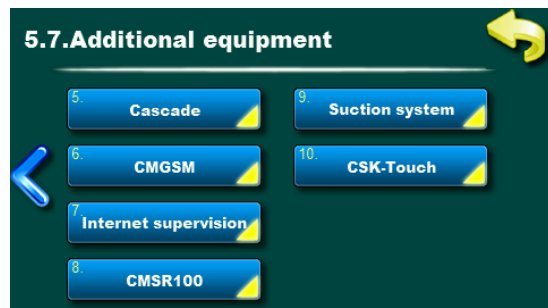 5.7.Additional equipment
5.
Cascade
6.
CMGSM
7.
Internet supervision
8.
CMSR100
9.
Suction system
10.
CSK-Touch